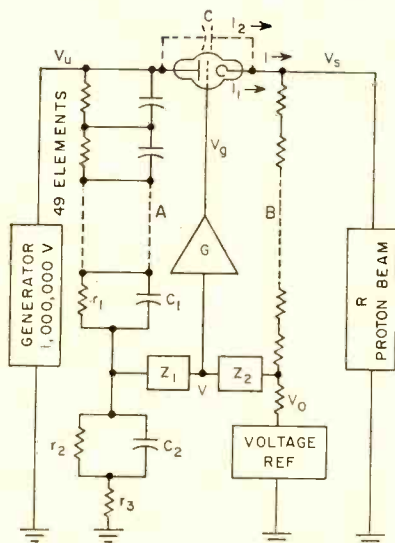 C
I₂
Vu
I
Vs
I₁
49 ELEMENTS
Vg
A
B
G
GENERATOR
1,000,000 V
r₁
C₁
R
PROTON BEAM
Z₁
V
Z₂
V₀
r₂
C₂
VOLTAGE
REF
r₃